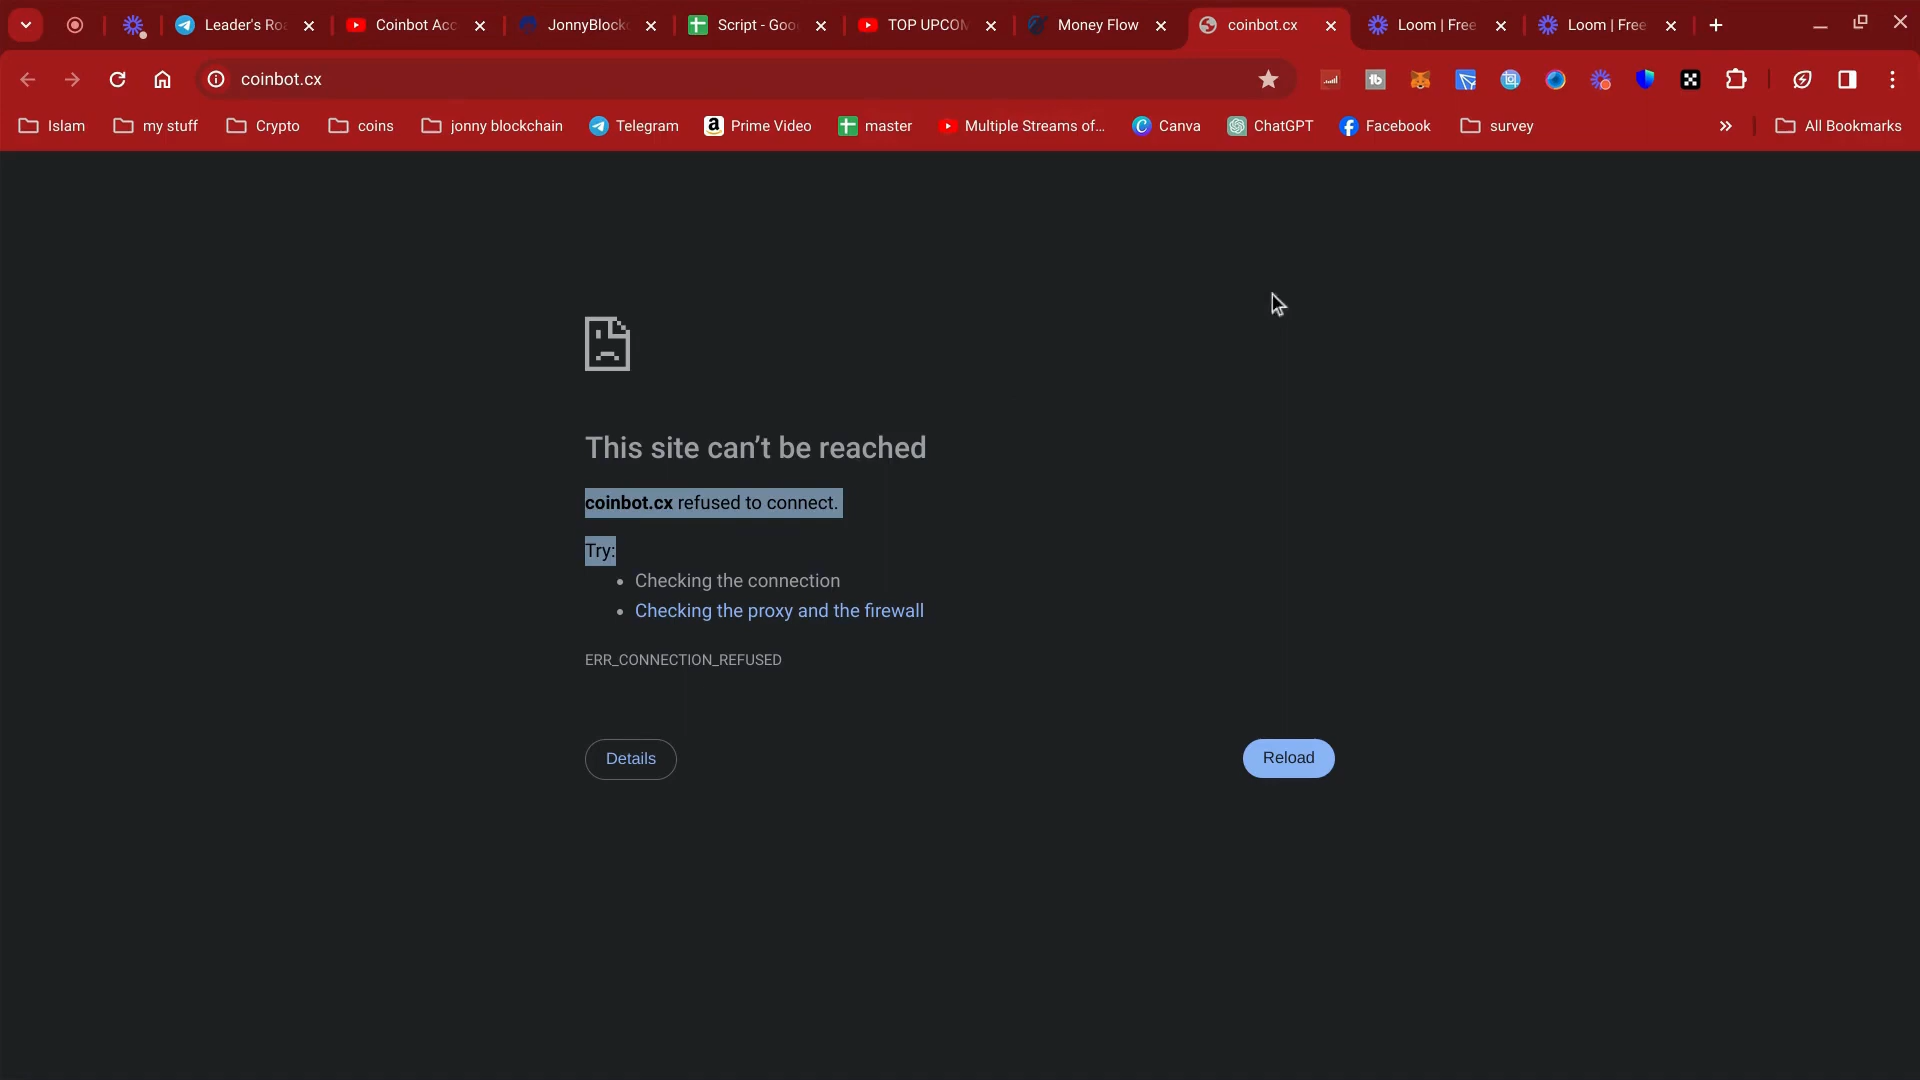 Leader's Roa
Coinbot Acc
JonnyBlock
Script - Goo
TOP UPCOM
Money Flow
coinbot.cx
Loom | Free
Loom | Free
coinbot.cx
Islam
my stuff
Crypto
coins
jonny blockchain
Telegram
Prime Video
master
Multiple Streams of...
Canva
ChatGPT
Facebook
survey
All Bookmarks
This site can’t be reached
coinbot.cx refused to connect.
Try:
• Checking the connection
• Checking the proxy and the firewall
ERR_CONNECTION_REFUSED
Details
Reload